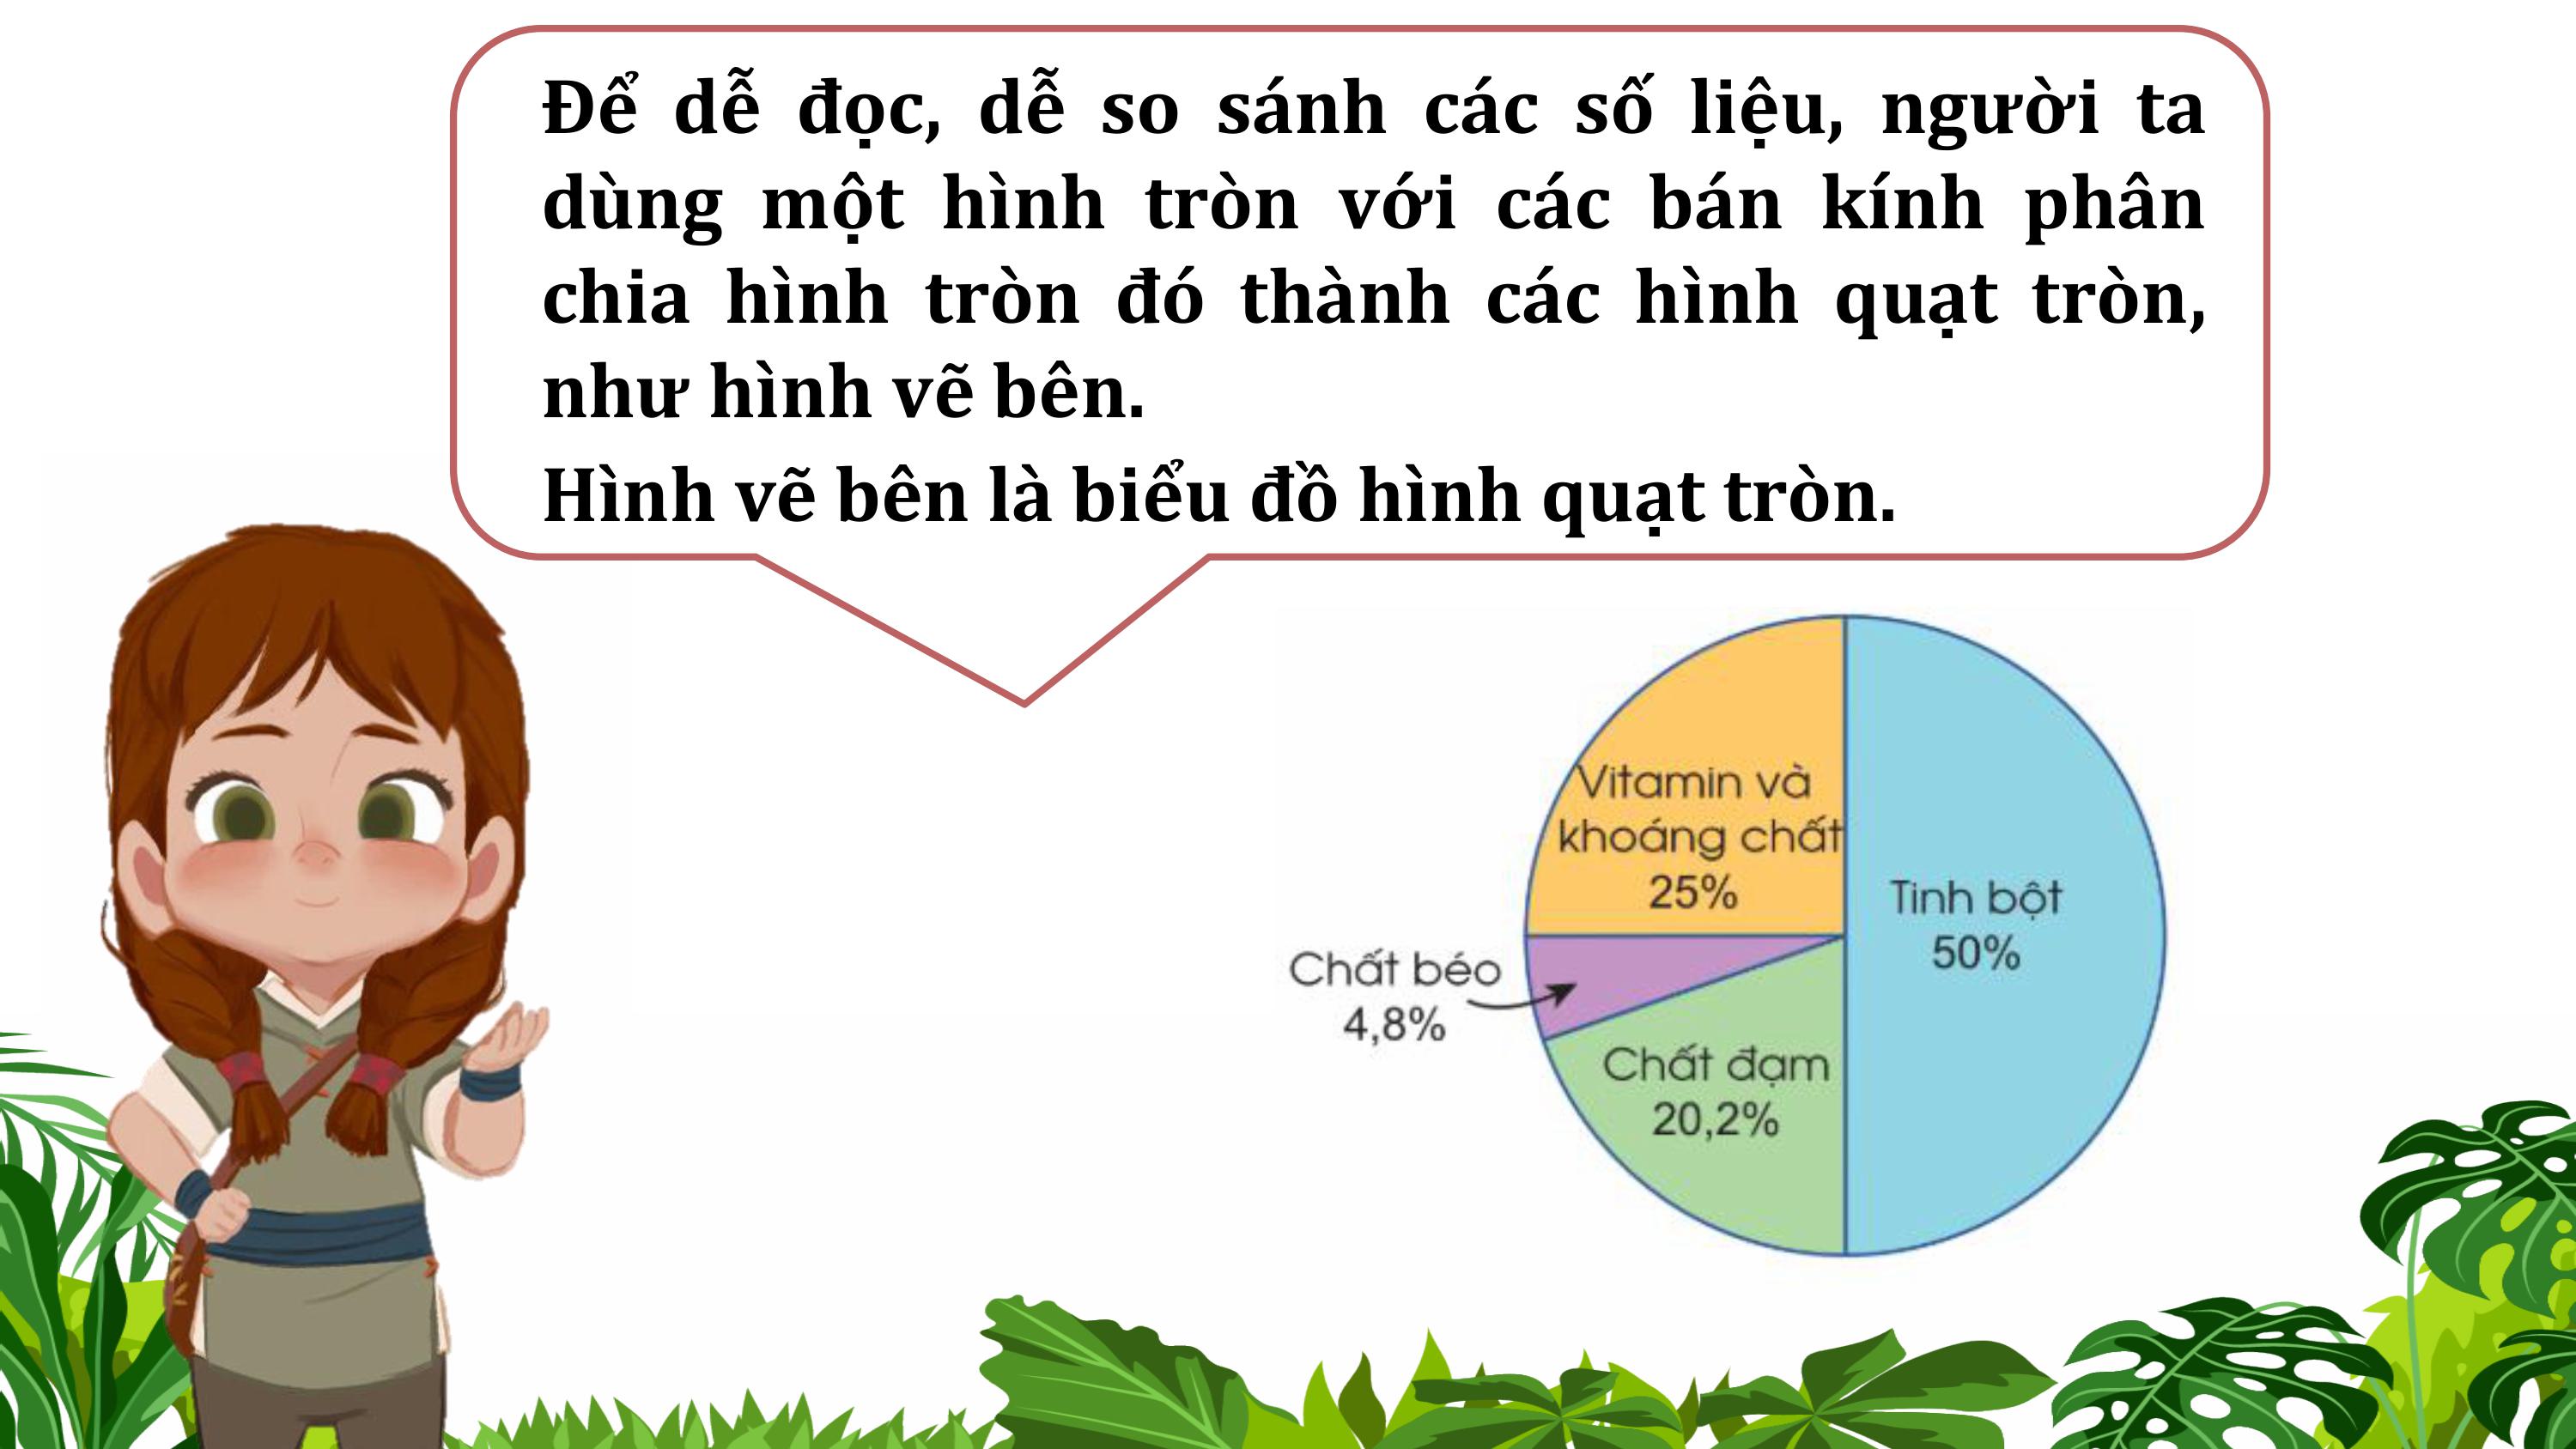 Để dễ đọc, dễ so sánh các số liệu, người ta
dùng một hình tròn với các bán kính phân
chia hình tròn đó thành các hình quạt tròn,
như hình vẽ bên.
Hình vẽ bên là biểu đồ hình quạt tròn.
Vitamin và
khoáng chất
25%
Tinh bột
50%
Chất béo
4,8%
Chất đạm
20,2%